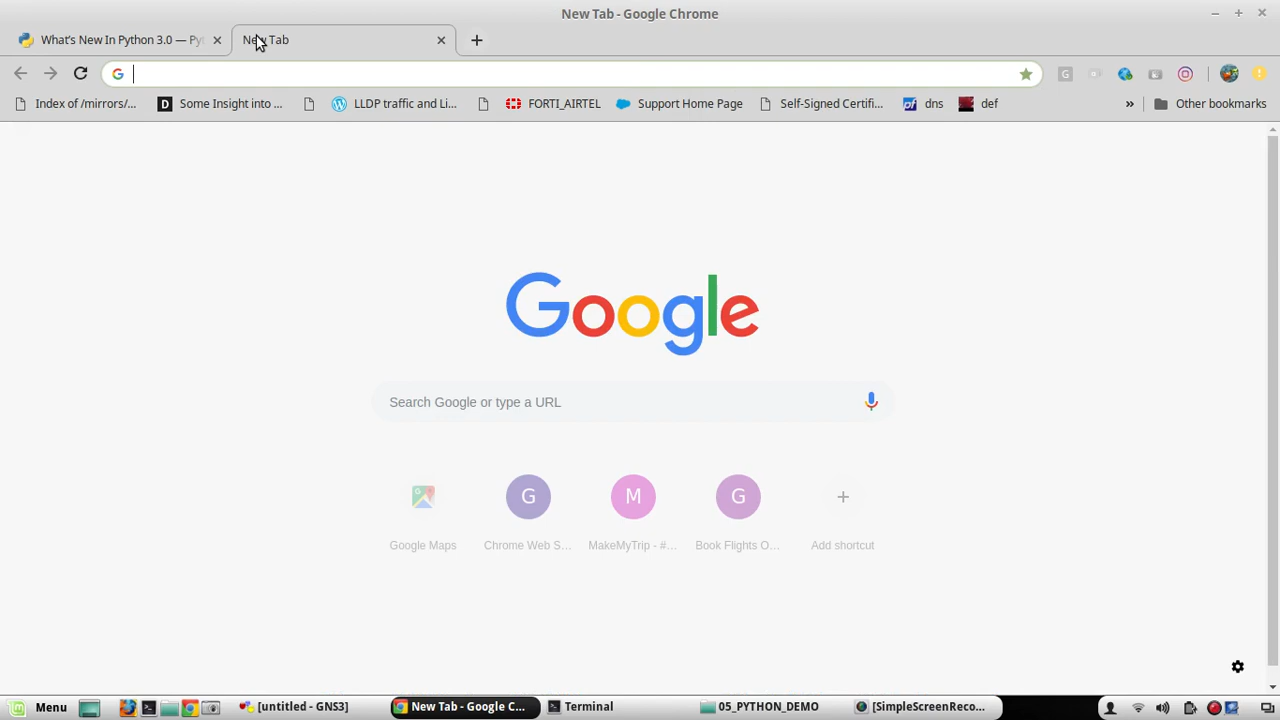 New Tab - Google Chrome
What's New In Python 3.0 — Py
New Tab
Index of /mirrors/...
Some Insight into ...
LLDP traffic and Li...
FORTI_AIRTEL
Support Home Page
Self-Signed Certifi...
dns
def
»
Other bookmarks
Google
Search Google or type a URL
G
M
G
Google Maps
Chrome Web S...
MakeMyTrip - #...
Book Flights O...
Add shortcut
Menu
[untitled - GNS3]
New Tab - Google C...
Terminal
05_PYTHON_DEMO
[SimpleScreenReco...